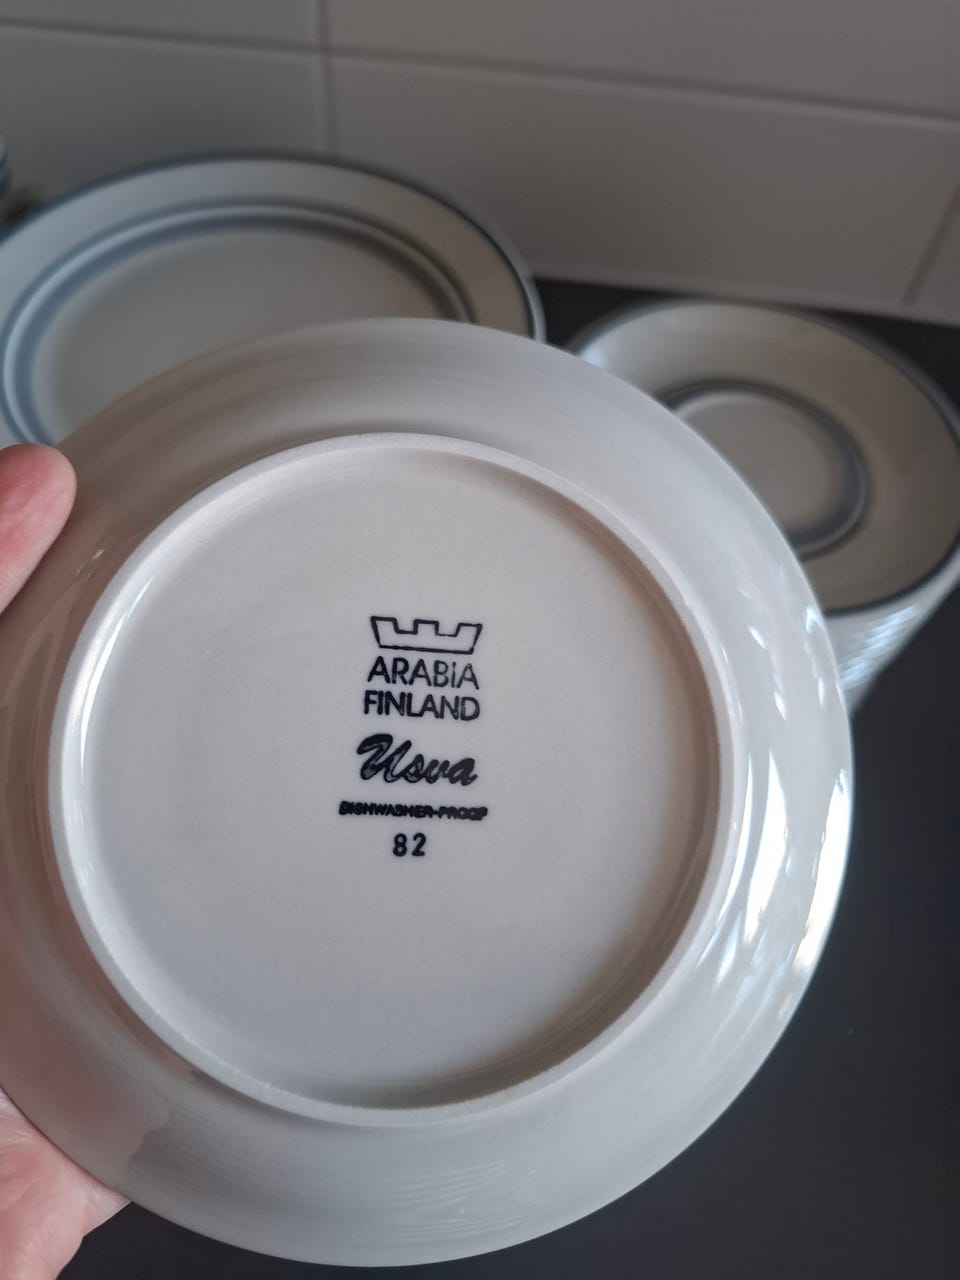 ARABIA
FINLAND
Usva
DISHWASHER-PROOF
82